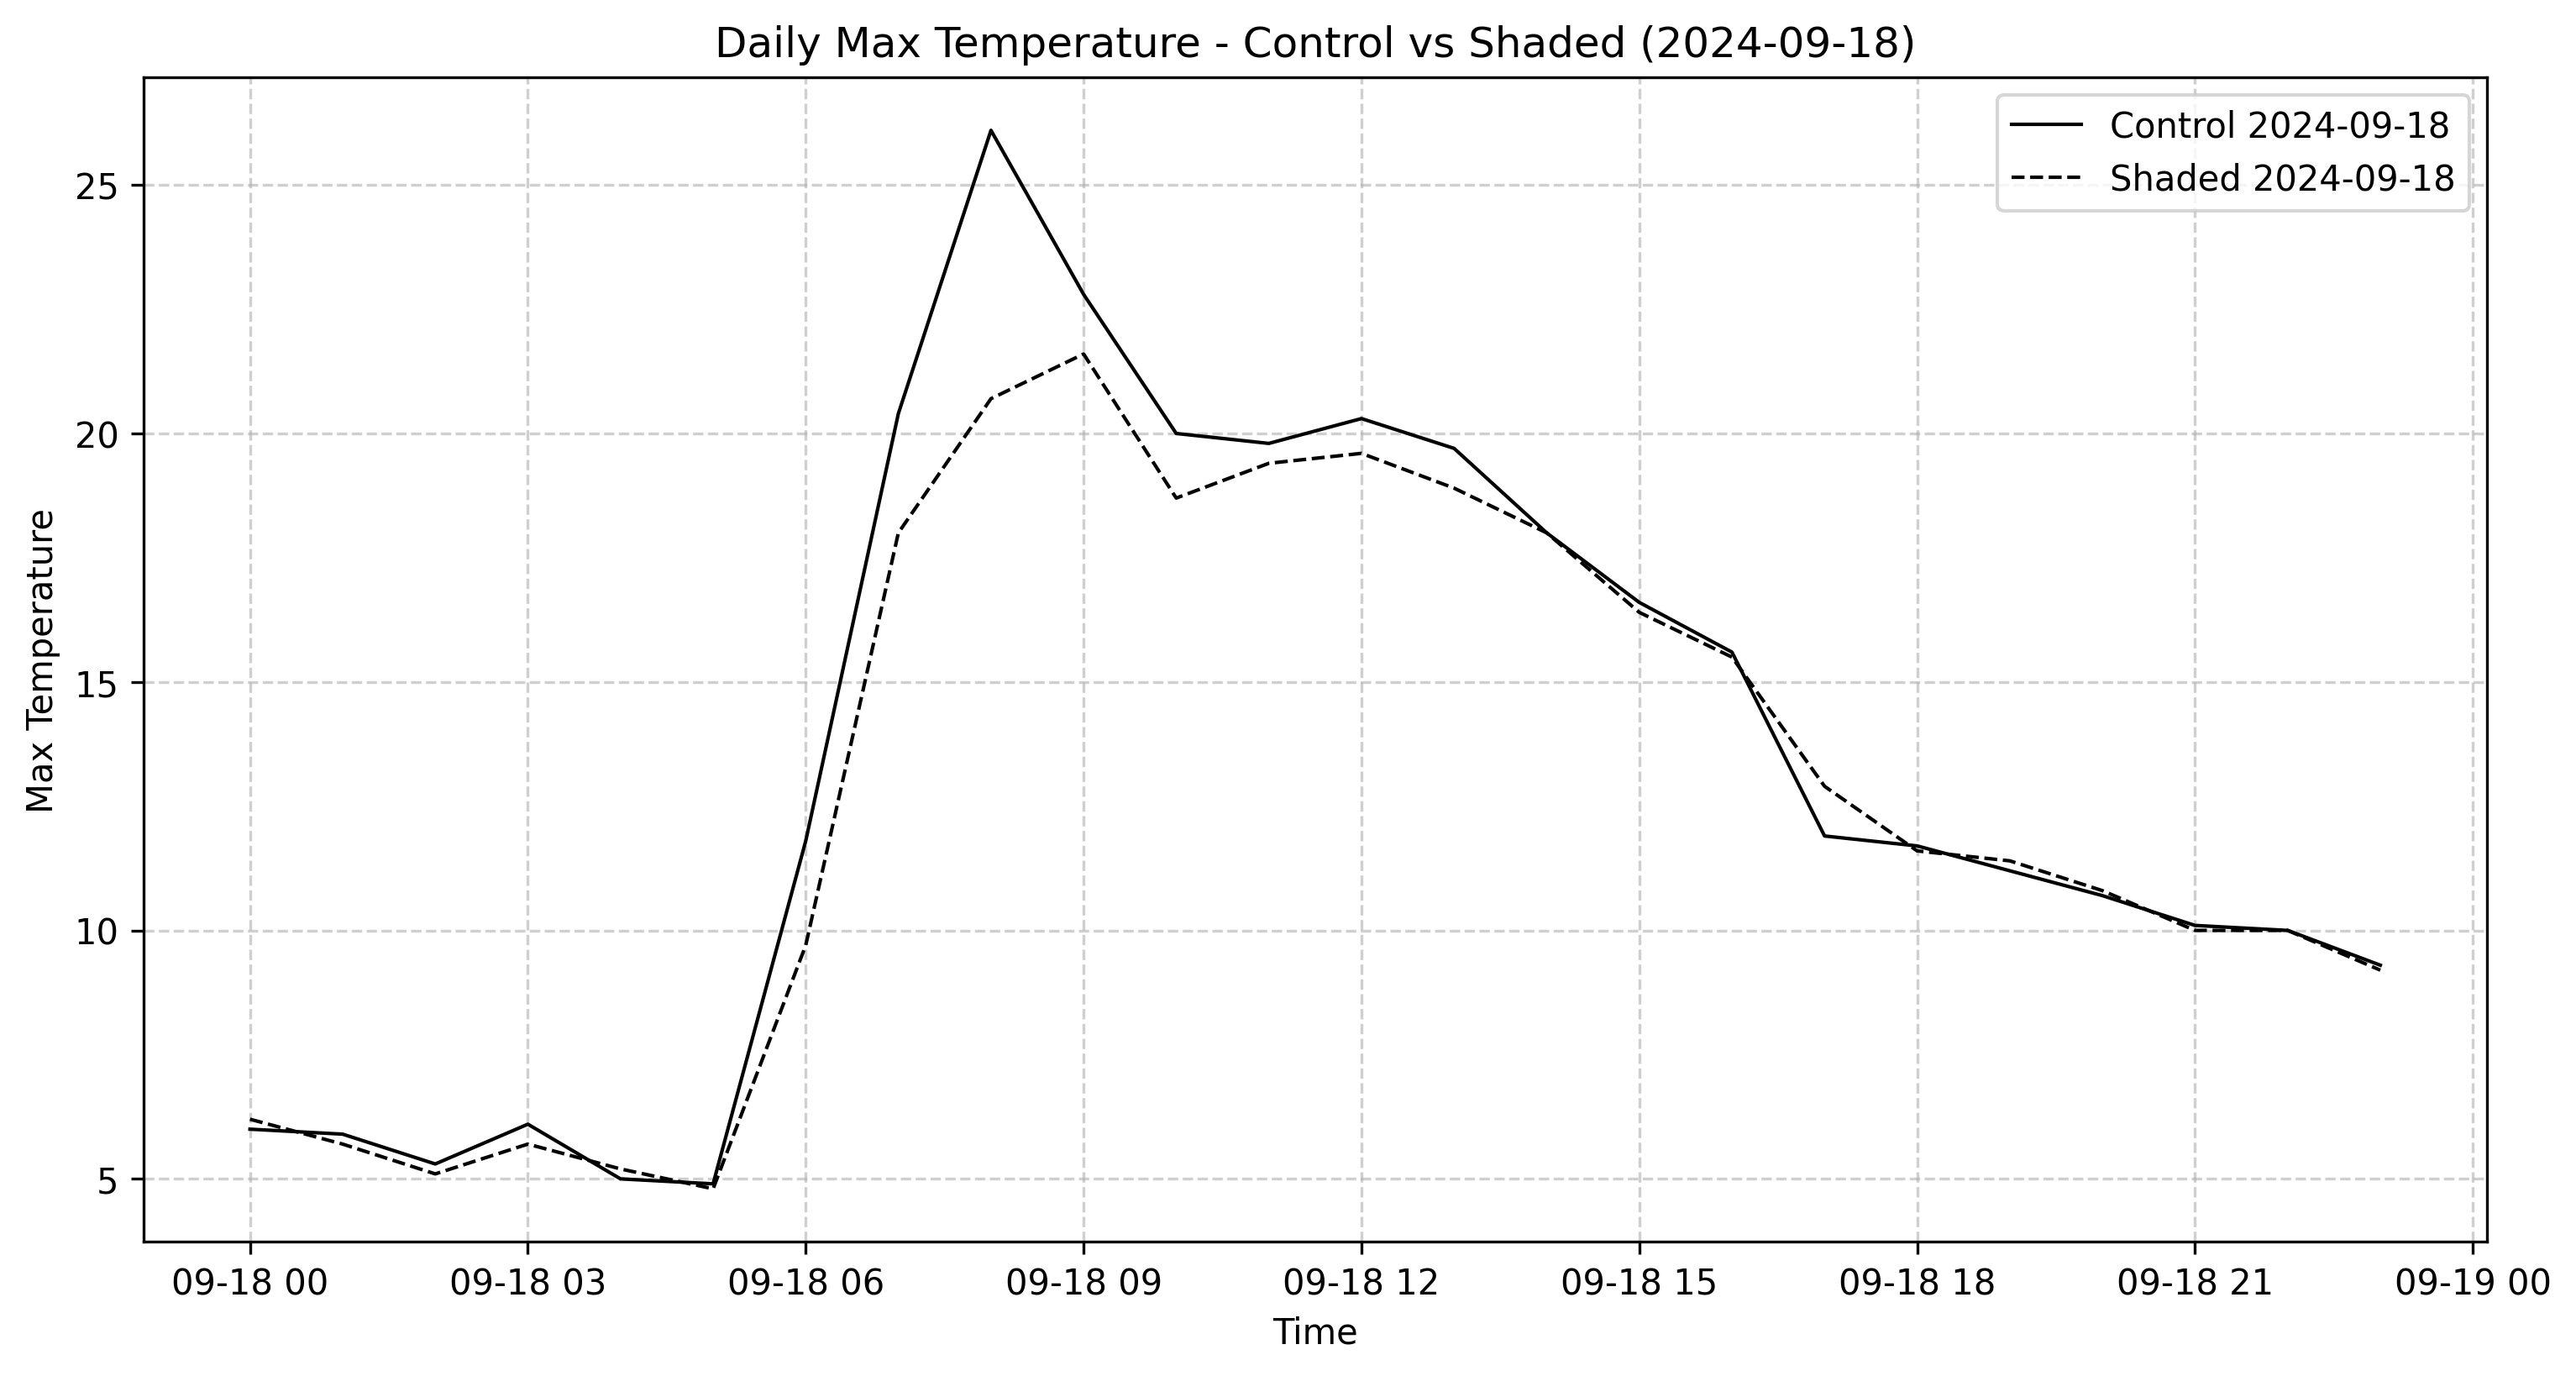 Daily Max Temperature - Control vs Shaded (2024-09-18)
Control 2024-09-18
Shaded 2024-09-18
Max Temperature
25
20
15
10
5
09-18 00 09-18 03 09-18 06 09-18 09 09-18 12 09-18 15 09-18 18 09-18 21 09-19 00
Time